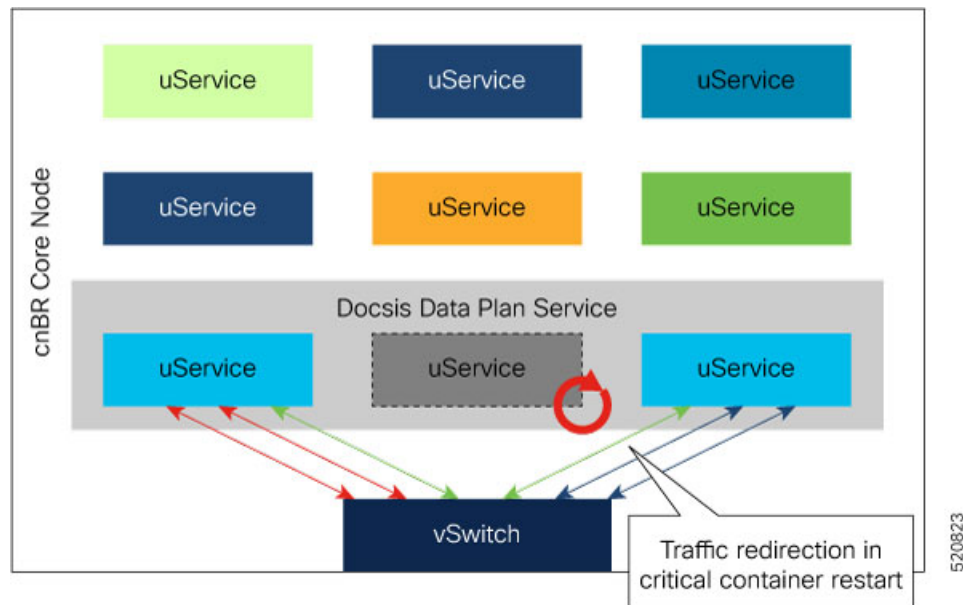 uService
uService
uService
cnBR Core Node
uService
uService
uService
Docsis Data Plan Service
uService
uService
uService
vSwitch
Traffic redirection in
critical container restart
520823